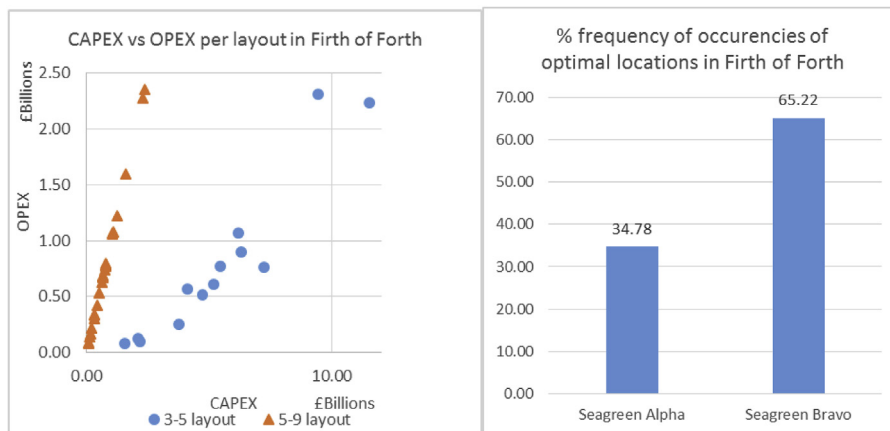 CAPEX vs OPEX per layout in Firth of Forth
£Billions
2.50
2.00
1.50
OPEX
1.00
0.50
0.00
0.00 10.00
CAPEX £Billions
3-5 layout 5-9 layout
% frequency of occurencies of
optimal locations in Firth of Forth
70.00
65.22
60.00
50.00
40.00
34.78
30.00
20.00
10.00
0.00
Seagreen Alpha Seagreen Bravo